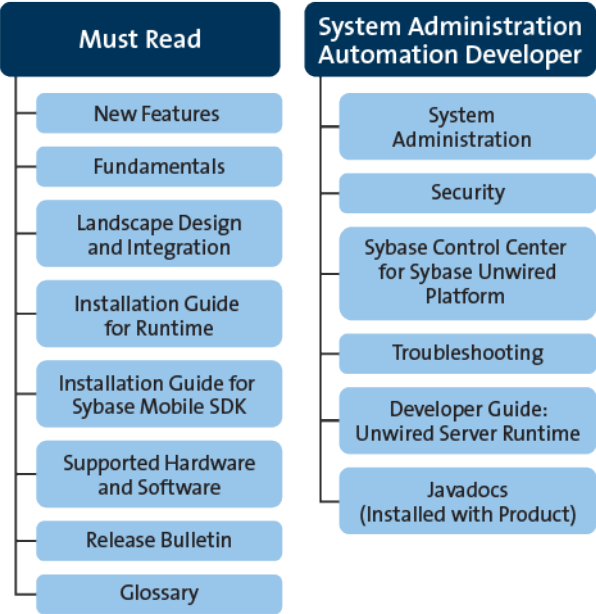 Must Read
New Features
Fundamentals
Landscape Design
and Integration
Installation Guide
for Runtime
Installation Guide for
Sybase Mobile SDK
Supported Hardware
and Software
Release Bulletin
Glossary
System Administration
Automation Developer
System
Administration
Security
Sybase Control Center
for Sybase Unwired
Platform
Troubleshooting
Developer Guide:
Unwired Server Runtime
Javadocs
(Installed with Product)